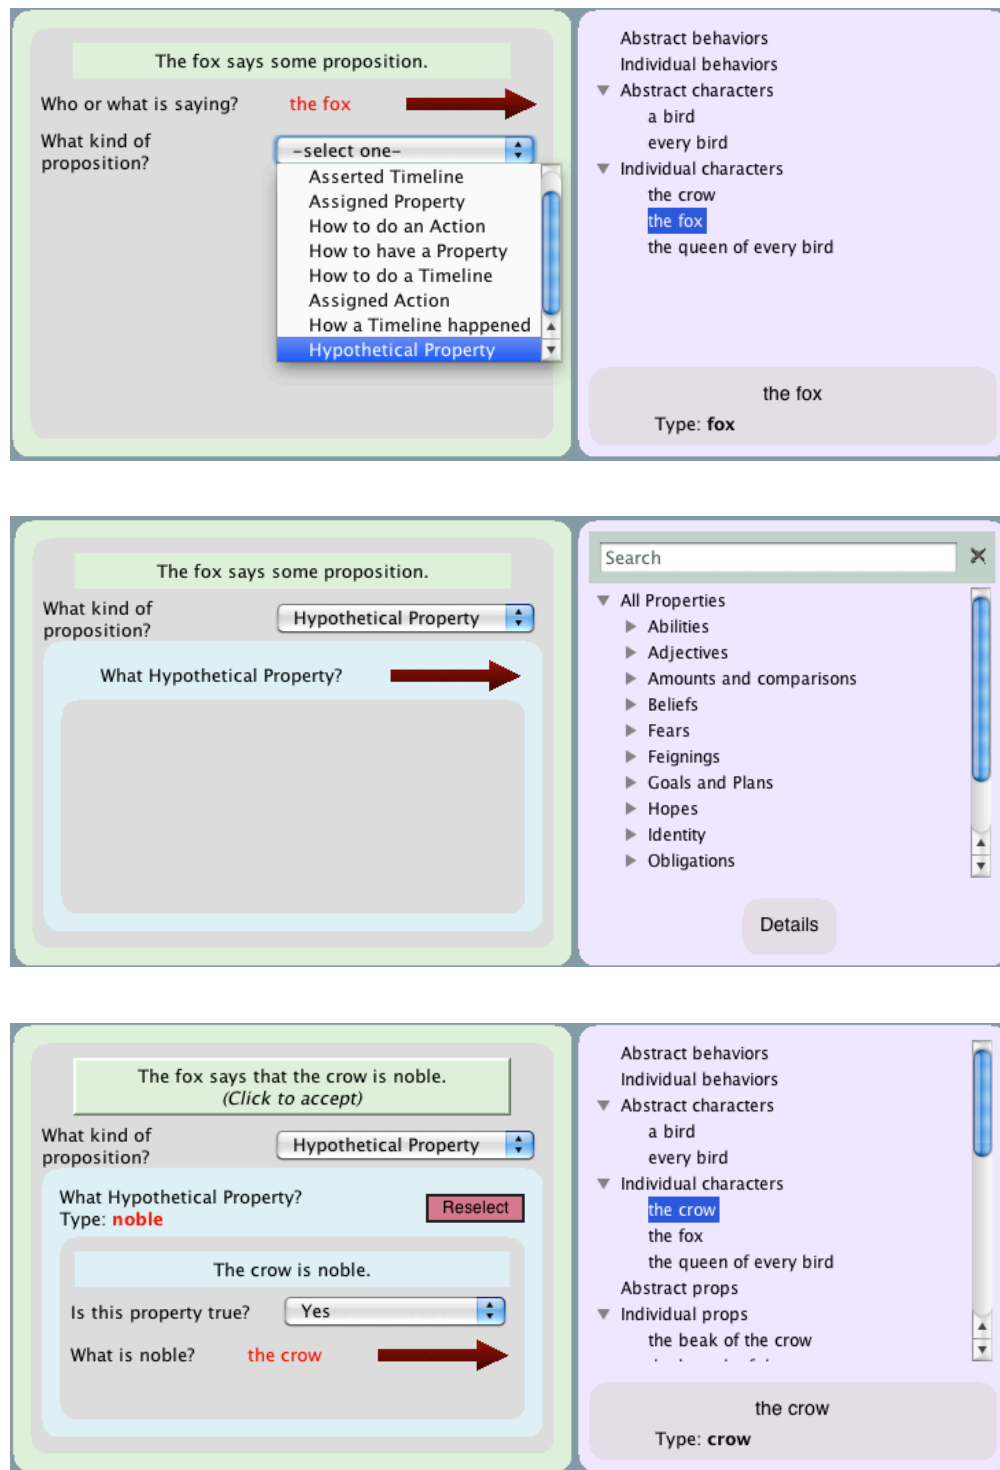 The fox says some proposition.
Who or what is saying? the fox
What kind of
proposition?
-select one-
Asserted Timeline
Assigned Property
How to do an Action
How to have a Property
How to do a Timeline
Assigned Action
How a Timeline happened
Hypothetical Property
Abstract behaviors
Individual behaviors
Abstract characters
a bird
every bird
Individual characters
the crow
the fox
the queen of every bird
the fox
Type: fox
The fox says some proposition.
What kind of
proposition?
Hypothetical Property
What Hypothetical Property?
Search
All Properties
Abilities
Adjectives
Amounts and comparisons
Beliefs
Fears
Feignings
Goals and Plans
Hopes
Identity
Obligations
Details
The fox says that the crow is noble.
(Click to accept)
What kind of
proposition?
Hypothetical Property
What Hypothetical Property?
Type: noble
Reselect
The crow is noble.
Is this property true? Yes
What is noble? the crow
Abstract behaviors
Individual behaviors
Abstract characters
a bird
every bird
Individual characters
the crow
the fox
the queen of every bird
Abstract props
Individual props
the beak of the crow
the crow
Type: crow